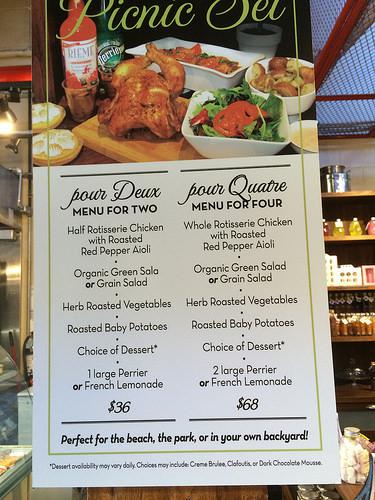 Picnic Set
RIEME
Perrier
pour Deux
MENU FOR TWO
Half Rotisserie Chicken
with Roasted
Red Pepper Aioli
Organic Green Sala
or Grain Salad
Herb Roasted Vegetables
Roasted Baby Potatoes
Choice of Dessert*
1 large Perrier
or French Lemonade
$36
pour Quatre
MENU FOR FOUR
Whole Rotisserie Chicken
with Roasted
Red Pepper Aioli
Organic Green Salad
or Grain Salad
Herb Roasted Vegetables
Roasted Baby Potatoes
Choice of Dessert*
2 large Perrier
or French Lemonade
$68
Perfect for the beach, the park, or in your own backyard!
*Dessert availability may vary daily. Choices may include: Creme Brulee, Clafoutis, or Dark Chocolate Mousse.